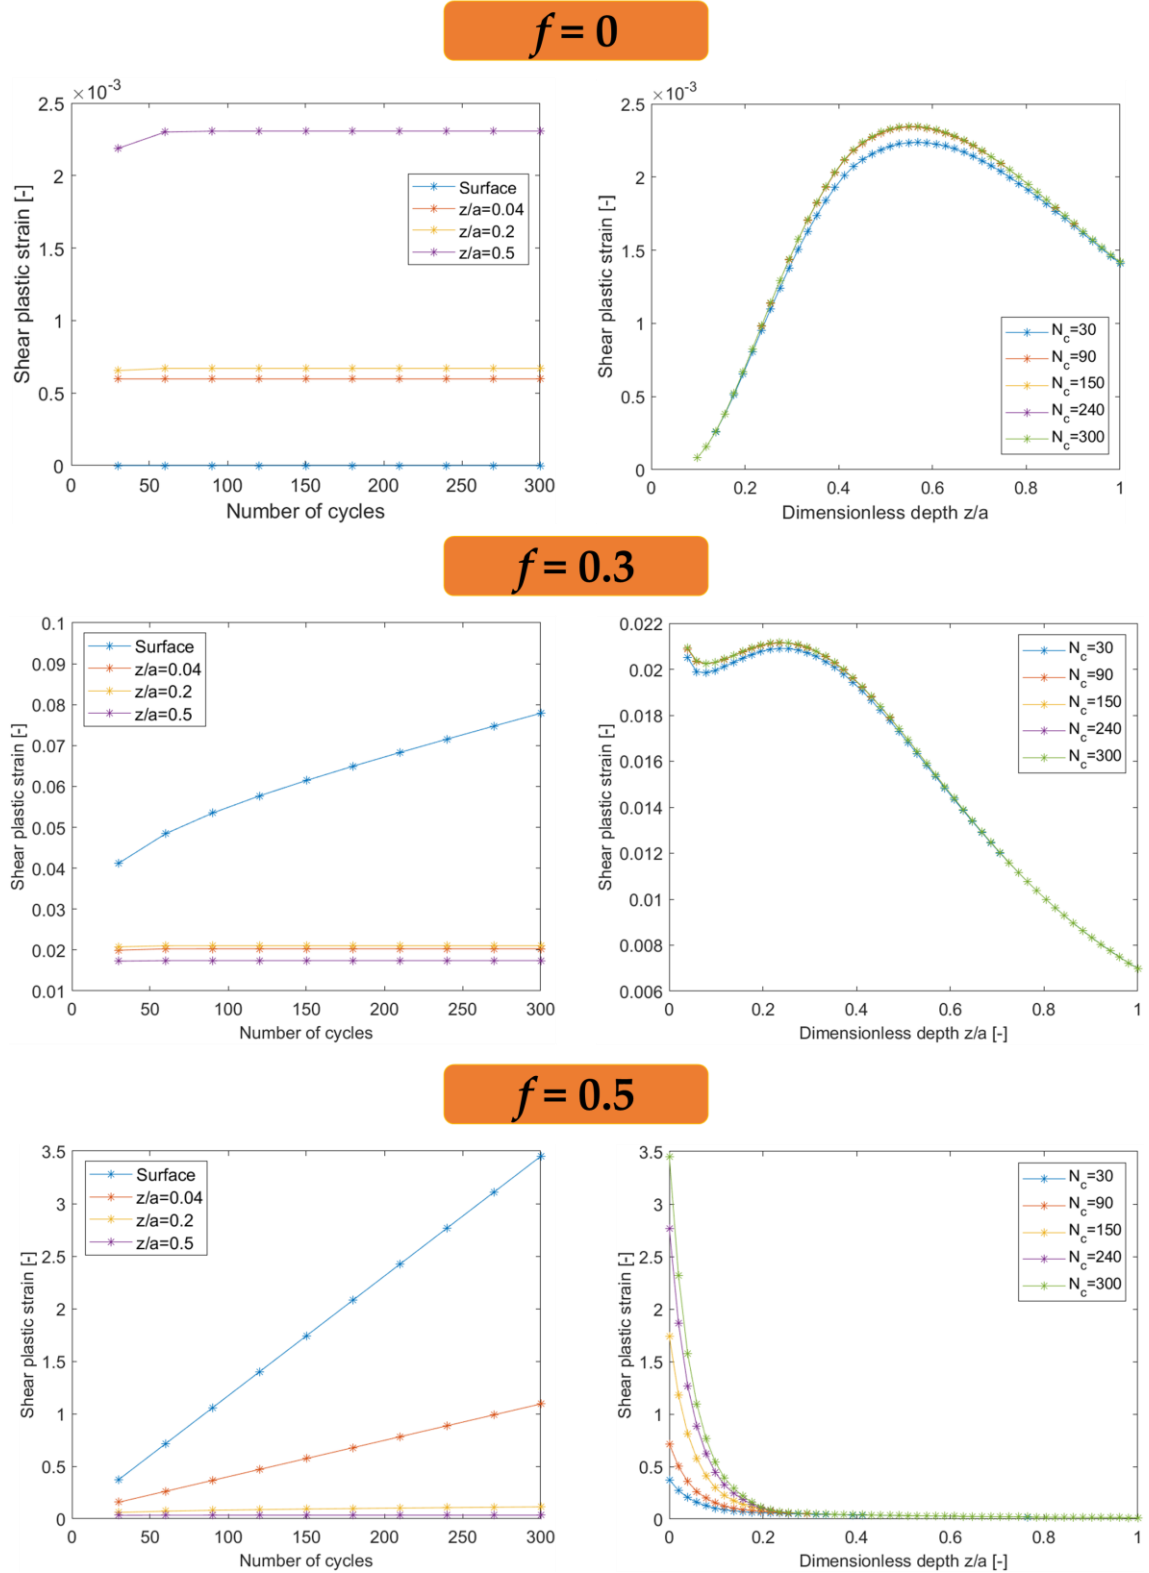 f = 0
×10⁻³
2.5
2
1.5
1
0.5
0
0 50 100 150 200 250 300
Number of cycles
Shear plastic strain [-]
Surface
z/a=0.04
z/a=0.2
z/a=0.5
×10⁻³
2.5
2
1.5
1
0.5
0
0 0.2 0.4 0.6 0.8 1
Dimensionless depth z/a
Shear plastic strain [-]
N_c=30
N_c=90
N_c=150
N_c=240
N_c=300
f = 0.3
0.1
0.09
0.08
0.07
0.06
0.05
0.04
0.03
0.02
0.01
0 50 100 150 200 250 300
Number of cycles
Shear plastic strain [-]
Surface
z/a=0.04
z/a=0.2
z/a=0.5
0.022
0.02
0.018
0.016
0.014
0.012
0.01
0.008
0.006
0 0.2 0.4 0.6 0.8 1
Dimensionless depth z/a [-]
Shear plastic strain [-]
N_c=30
N_c=90
N_c=150
N_c=240
N_c=300
f = 0.5
3.5
3
2.5
2
1.5
1
0.5
0
0 50 100 150 200 250 300
Number of cycles
Shear plastic strain [-]
Surface
z/a=0.04
z/a=0.2
z/a=0.5
3.5
3
2.5
2
1.5
1
0.5
0
0 0.2 0.4 0.6 0.8 1
Dimensionless depth z/a [-]
Shear plastic strain [-]
N_c=30
N_c=90
N_c=150
N_c=240
N_c=300